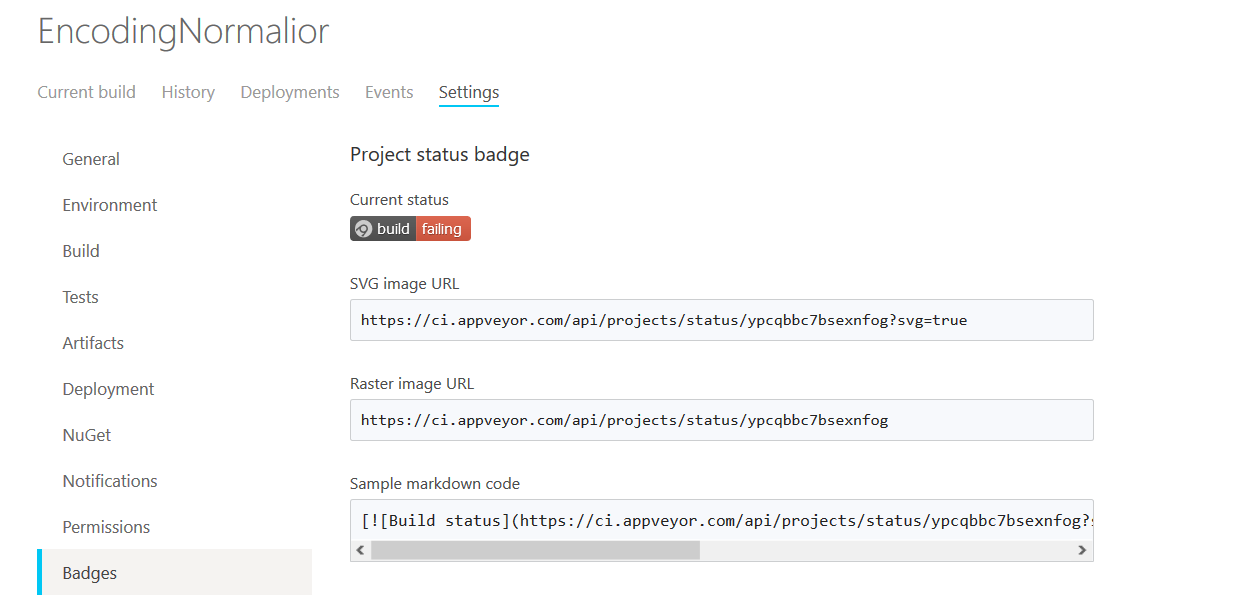 EncodingNormalior
Current build History Deployments Events Settings
General
Environment
Build
Tests
Artifacts
Deployment
NuGet
Notifications
Permissions
Badges
Project status badge
Current status
build failing
SVG image URL
https://ci.appveyor.com/api/projects/status/ypcqbbc7bsexnfog?svg=true
Raster image URL
https://ci.appveyor.com/api/projects/status/ypcqbbc7bsexnfog
Sample markdown code
[![Build status](https://ci.appveyor.com/api/projects/status/ypcqbbc7bsexnfog?s